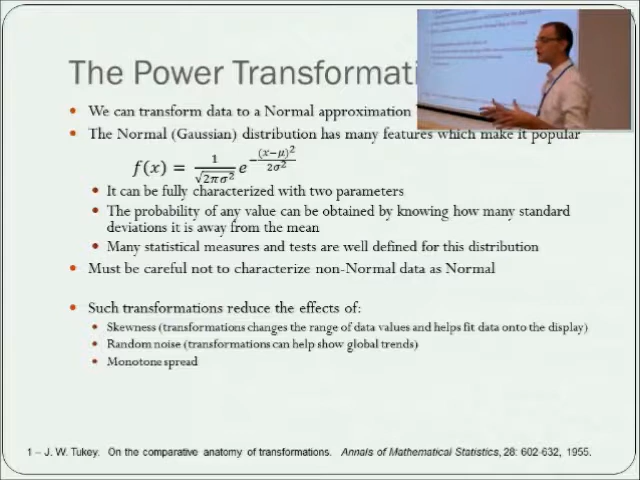 The Power Transformati
• We can transform data to a Normal approximation
• The Normal (Gaussian) distribution has many features which make it popular
f(x) = 1/√(2πσ²) e^(−(x−μ)²/2σ²)
• It can be fully characterized with two parameters
• The probability of any value can be obtained by knowing how many standard
deviations it is away from the mean
• Many statistical measures and tests are well defined for this distribution
• Must be careful not to characterize non-Normal data as Normal
• Such transformations reduce the effects of:
• Skewness (transformations changes the range of data values and helps fit data onto the display)
• Random noise (transformations can help show global trends)
• Monotone spread
1 – J. W. Tukey. On the comparative anatomy of transformations. Annals of Mathematical Statistics, 28: 602-632, 1955.